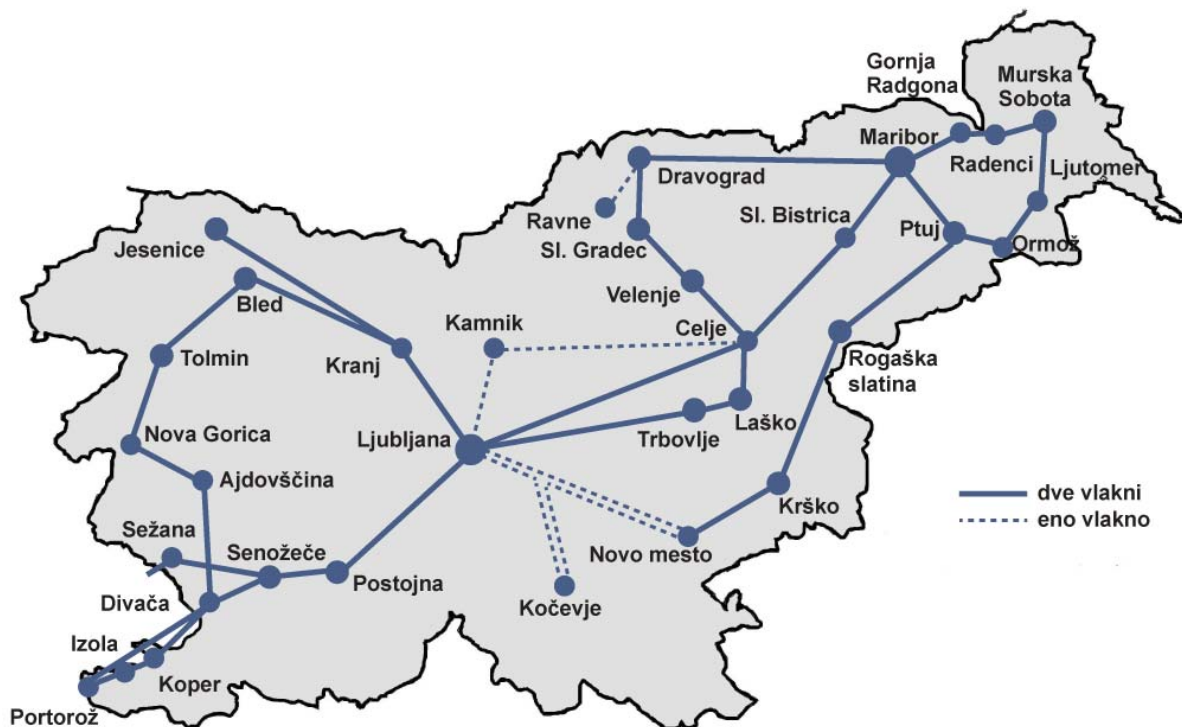 Gornja
Radgona
Murska
Sobota
Maribor
Radenci
Ljutomer
Dravograd
Ravne
Sl. Bistrica
Ptuj
Ormož
Sl. Gradec
Jesenice
Velenje
Bled
Kamnik
Celje
Tolmin
Kranj
Rogaška
slatina
Nova Gorica
Ljubljana
Trbovlje
Laško
Ajdovščina
Krško
dve vlakni
eno vlakno
Sežana
Senožeče
Novo mesto
Postojna
Divača
Kočevje
Izola
Koper
Portorož